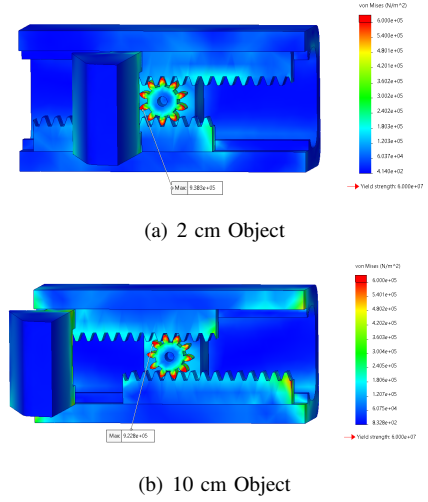 von Mises (N/m^2)
6.000e+05
5.401e+05
4.801e+05
4.202e+05
3.602e+05
3.002e+05
2.403e+05
1.803e+05
1.203e+05
6.037e+04
4.140e+02
Yield strength: 6.000e+07
Max: 9.383e+05
(a) 2 cm Object
von Mises (N/m^2)
6.000e+05
5.401e+05
4.802e+05
4.203e+05
3.603e+05
3.004e+05
2.405e+05
1.806e+05
1.207e+05
6.075e+04
8.328e+02
Yield strength: 6.000e+07
Max: 9.228e+05
(b) 10 cm Object